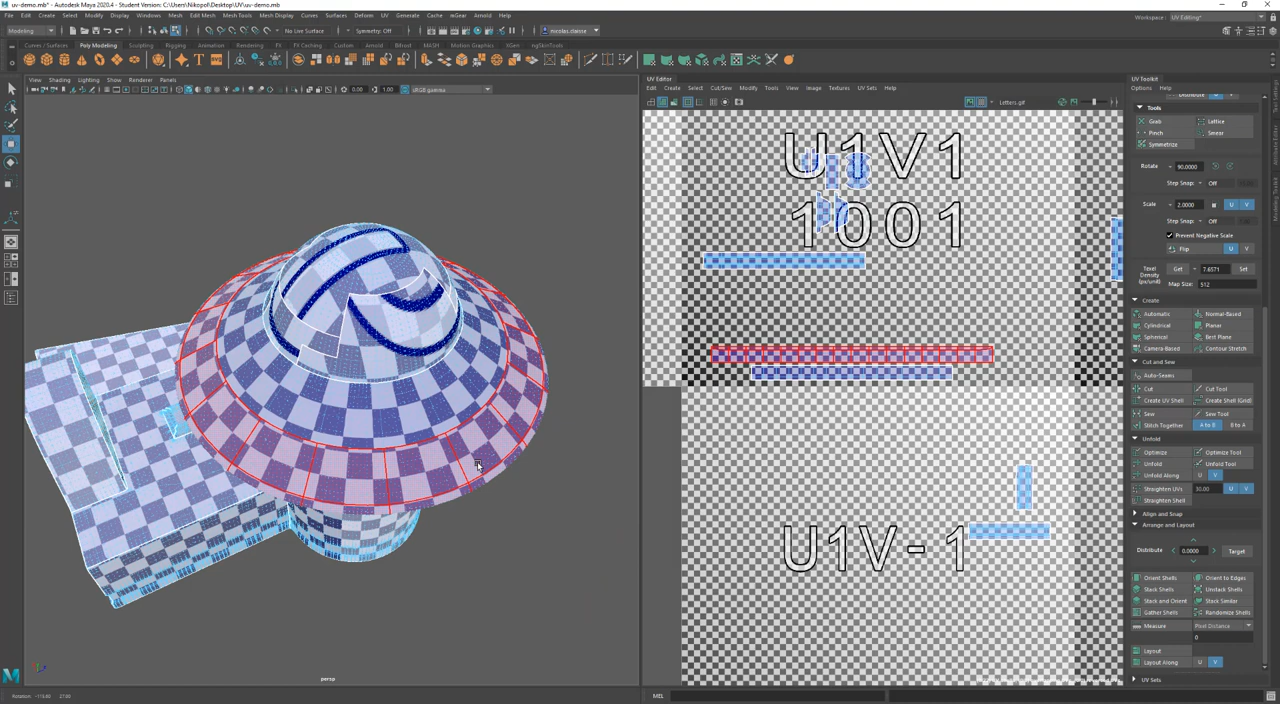 uv-demo.mb* - Autodesk Maya 2020.4 - Student Version: C:\Users\Nikopol\Desktop\UV\uv-demo.mb
File Edit Create Select Modify Display Windows Mesh Edit Mesh Mesh Tools Mesh Display Curves Surfaces Deform UV Generate Cache mGear Arnold Help
Workspace: UV Editing*
Modeling No Live Surface Symmetry: Off nicolas.danse
Curves / Surfaces Poly Modeling Sculpting Rigging Animation Rendering FX FX Caching Custom Arnold Bifrost MASH Motion Graphics XGen ngSkinTools
View Shading Lighting Show Renderer Panels
0.00 1.00 sRGB gamma
persp
UV Editor
Edit Create Select Cut/Sew Modify Tools View Image Textures UV Sets Help
Letters.gif
U1V1
1001
U1V-1
UV Toolkit
Options Help
Distribute U V
Tools
Grab Lattice
Pinch Smear
Symmetrize
Rotate 90.0000
Step Snap: Off
Scale 2.0000 U V
Step Snap: Off
Prevent Negative Scale
Flip U V
Texel Density (px/unit) Get 7.6571 Set
Map Size: 512
Create
Automatic Normal-Based
Cylindrical Planar
Spherical Best Plane
Camera-Based Contour Stretch
Cut and Sew
Auto-Seams
Cut Cut Tool
Create UV Shell Create Shell (Grid)
Sew Sew Tool
Stitch Together A to B B to A
Unfold
Optimize Optimize Tool
Unfold Unfold Tool
Unfold Along U V
Straighten UVs 30.00 U V
Straighten Shell
Align and Snap
Arrange and Layout
Distribute 0.0000 Target
Orient Shells Orient to Edges
Stack Shells Unstack Shells
Stack and Orient Stack Similar
Gather Shells Randomize Shells
Measure Pixel Distance
0
Layout
Layout Along U V
UV Sets
MEL